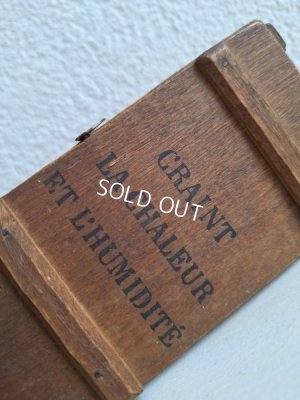 CRAINT
LA CHALEUR
ET L'HUMIDITÉ
SOLD OUT